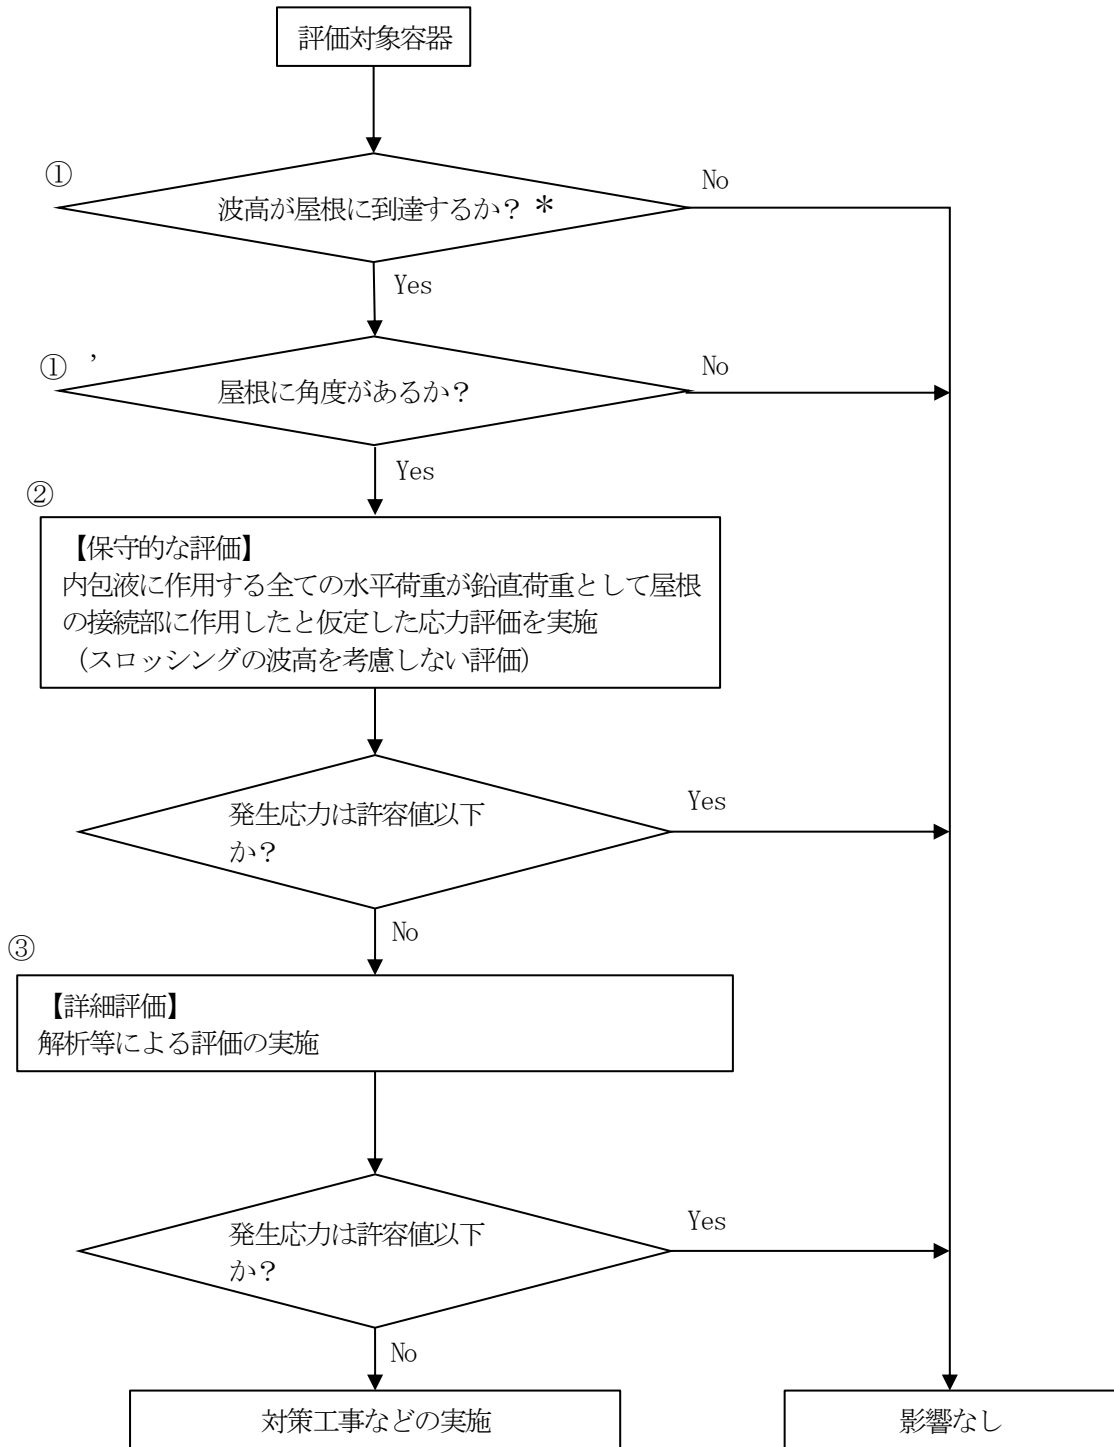 評価対象容器
①
波高が屋根に到達するか？＊
No
Yes
①’
屋根に角度があるか？
No
Yes
②
【保守的な評価】
内包液に作用する全ての水平荷重が鉛直荷重として屋根
の接続部に作用したと仮定した応力評価を実施
（スロッシングの波高を考慮しない評価）
発生応力は許容値以下
か？
Yes
No
③
【詳細評価】
解析等による評価の実施
発生応力は許容値以下
か？
Yes
No
対策工事などの実施
影響なし